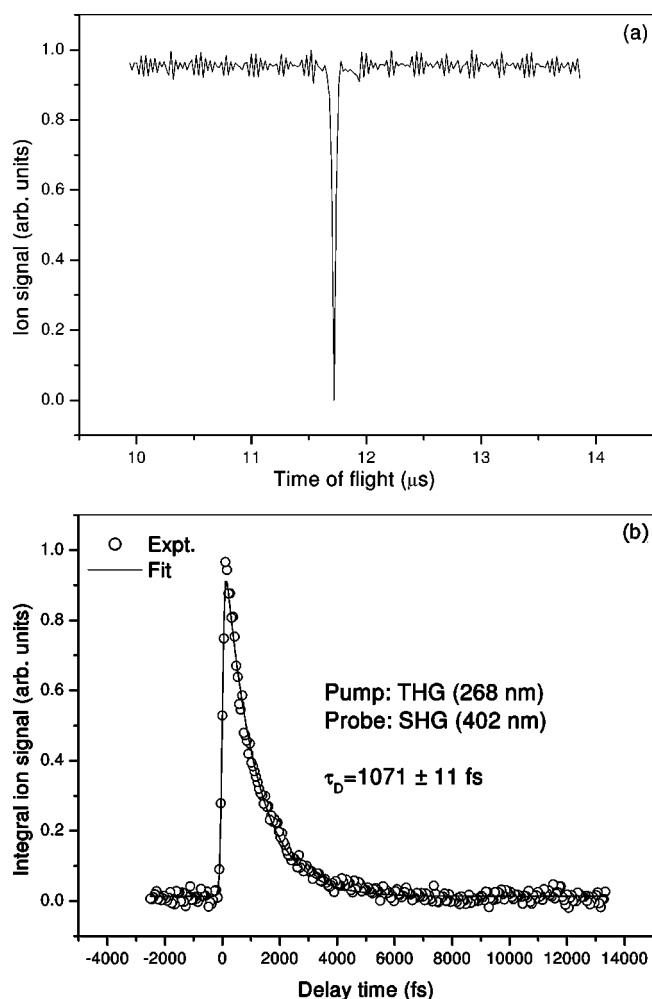 (a)
1.0
0.8
0.6
0.4
0.2
0.0
Ion signal (arb. units)
10 11 12 13 14
Time of flight (μs)
(b)
Expt.
Fit
1.0
0.8
0.6
0.4
0.2
0.0
Integral ion signal (arb. units)
Pump: THG (268 nm)
Probe: SHG (402 nm)
τD=1071 ± 11 fs
-4000 -2000 0 2000 4000 6000 8000 10000 12000 14000
Delay time (fs)